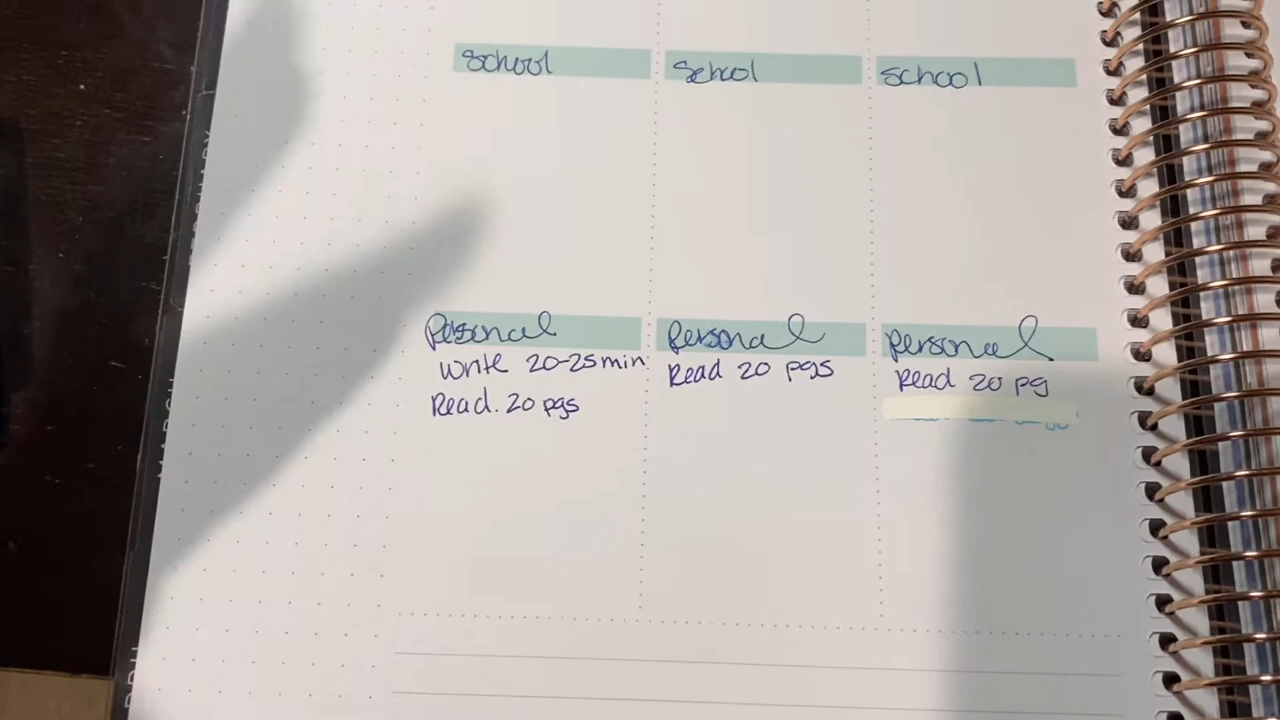 School
School
School
Personal
Write 20-25 min
Read. 20 pgs
Personal
Read 20 pgs
Personal
Read 20 pg
MARCH